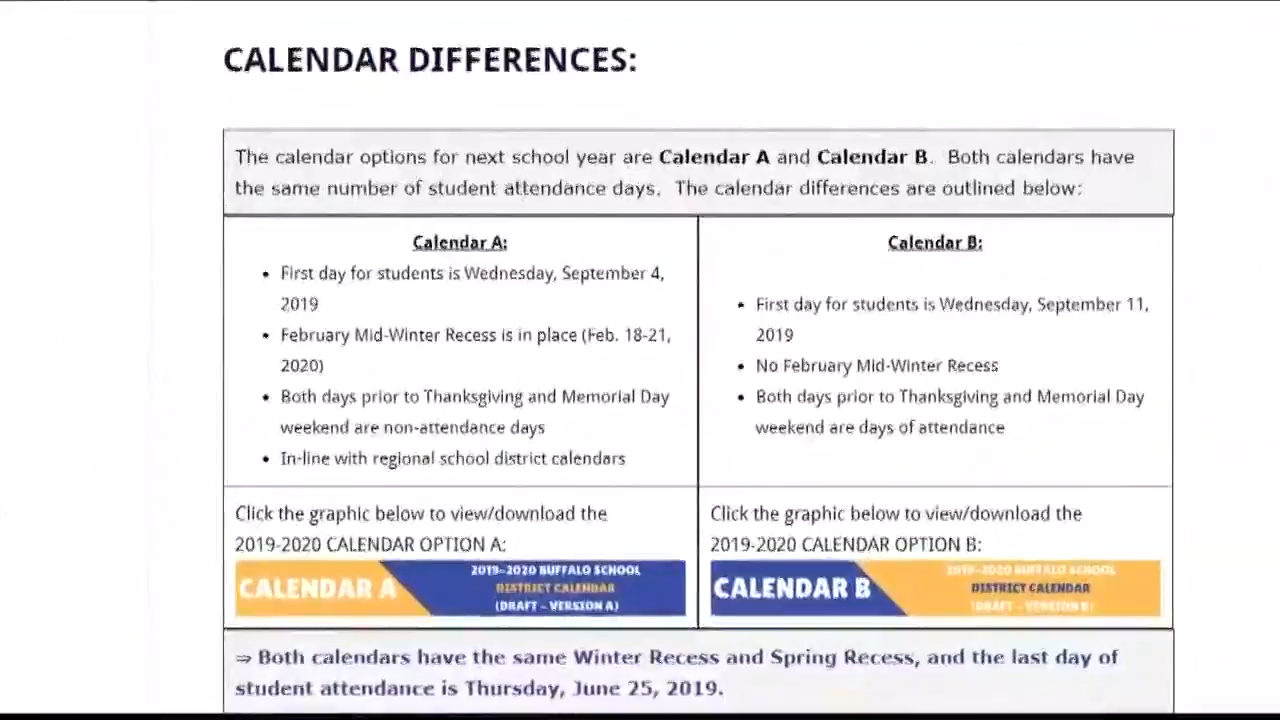 CALENDAR DIFFERENCES:
The calendar options for next school year are Calendar A and Calendar B. Both calendars have
the same number of student attendance days. The calendar differences are outlined below:
Calendar A:
• First day for students is Wednesday, September 4,
2019
• February Mid-Winter Recess is in place (Feb. 18-21,
2020)
• Both days prior to Thanksgiving and Memorial Day
weekend are non-attendance days
• In-line with regional school district calendars
Calendar B:
• First day for students is Wednesday, September 11,
2019
• No February Mid-Winter Recess
• Both days prior to Thanksgiving and Memorial Day
weekend are days of attendance
Click the graphic below to view/download the
2019-2020 CALENDAR OPTION A:
CALENDAR A
2019-2020 BUFFALO SCHOOL
DISTRICT CALENDAR
(DRAFT - VERSION A)
Click the graphic below to view/download the
2019-2020 CALENDAR OPTION B:
CALENDAR B
2019-2020 BUFFALO SCHOOL
DISTRICT CALENDAR
(DRAFT - VERSION B)
⇒ Both calendars have the same Winter Recess and Spring Recess, and the last day of
student attendance is Thursday, June 25, 2019.